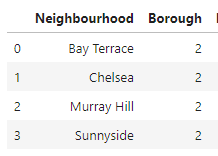 Neighbourhood Borough
0 Bay Terrace 2
1 Chelsea 2
2 Murray Hill 2
3 Sunnyside 2